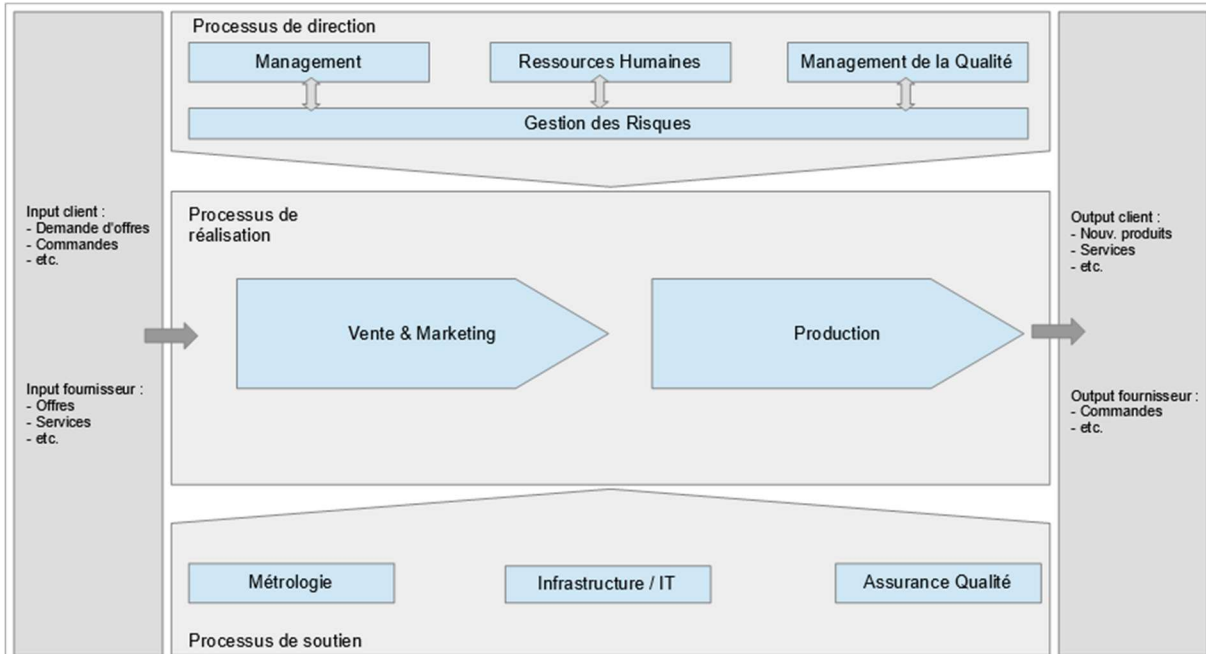 Processus de direction
Management
Ressources Humaines
Management de la Qualité
Gestion des Risques
Input client :
- Demande d'offres
- Commandes
- etc.
Input fournisseur :
- Offres
- Services
- etc.
Processus de
réalisation
Vente & Marketing
Production
Output client :
- Nouv. produits
- Services
- etc.
Output fournisseur :
- Commandes
- etc.
Métrologie
Infrastructure / IT
Assurance Qualité
Processus de soutien